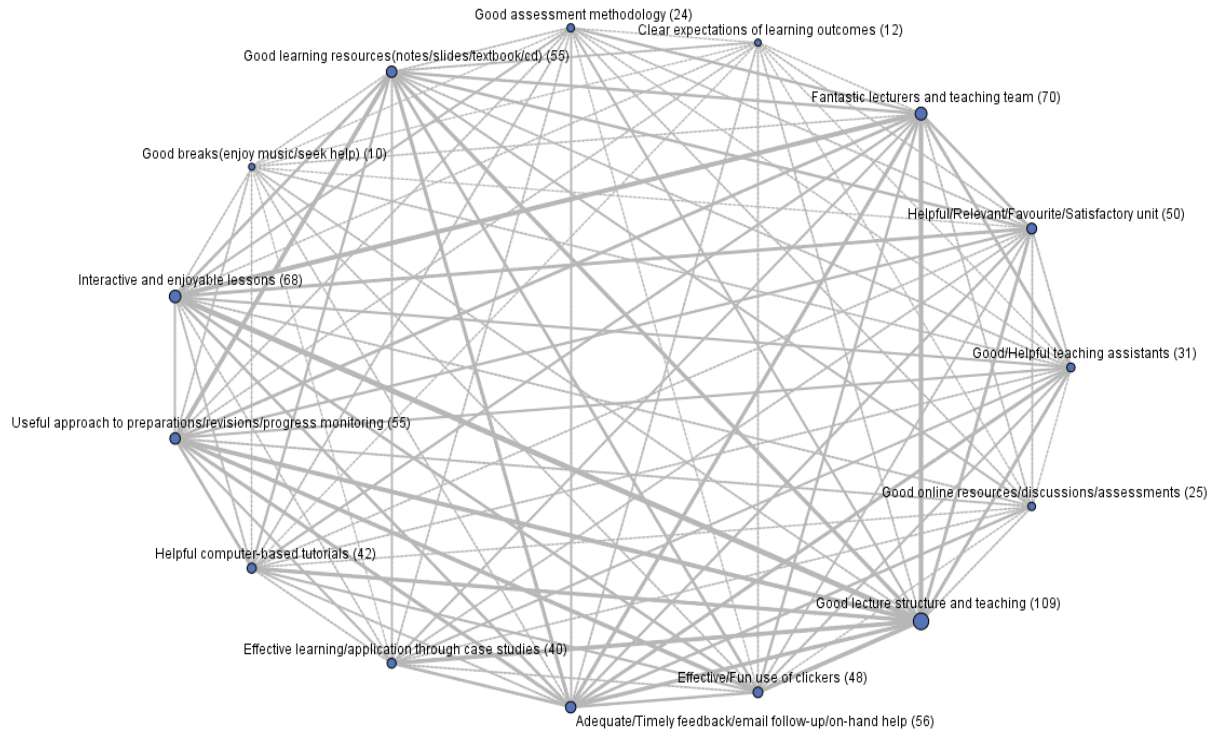 Good assessment methodology (24)
Clear expectations of learning outcomes (12)
Good learning resources(notes/slides/textbook/cd) (55)
Fantastic lecturers and teaching team (70)
Good breaks(enjoy music/seek help) (10)
Helpful/Relevant/Favourite/Satisfactory unit (50)
Interactive and enjoyable lessons (68)
Good/Helpful teaching assistants (31)
Useful approach to preparations/revisions/progress monitoring (55)
Good online resources/discussions/assessments (25)
Helpful computer-based tutorials (42)
Good lecture structure and teaching (109)
Effective learning/application through case studies (40)
Effective/Fun use of clickers (48)
Adequate/Timely feedback/email follow-up/on-hand help (56)